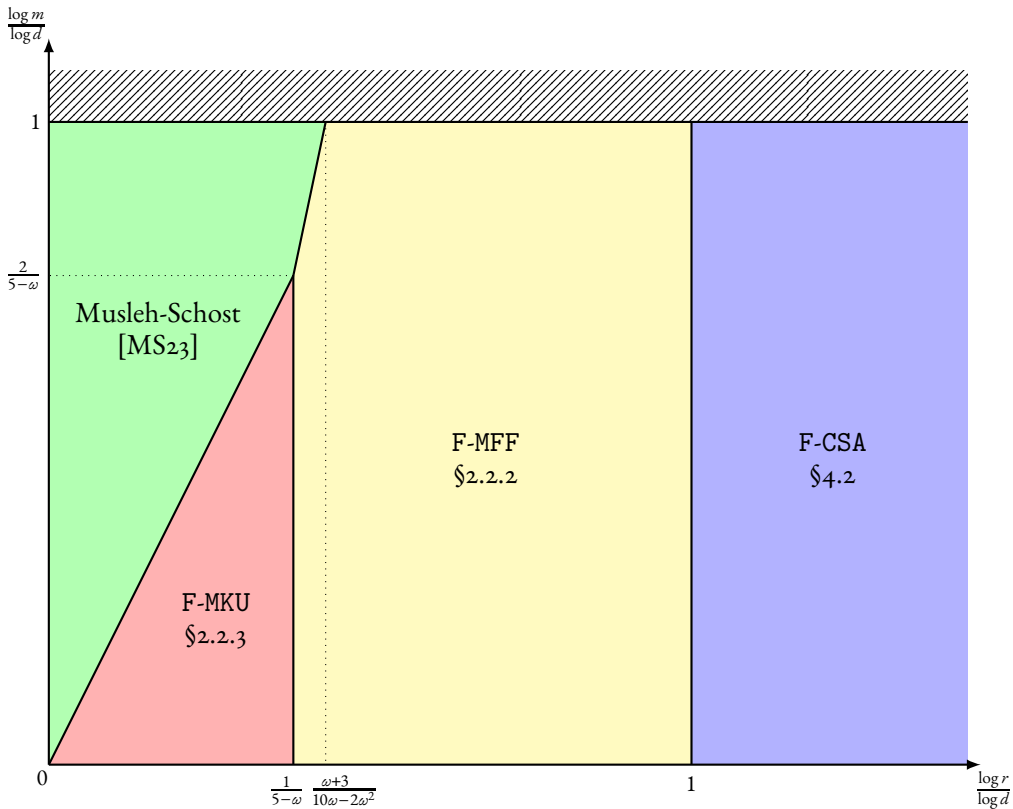 log m
log d
1
2
5−ω
Musleh-Schost
[MS23]
F-MFF
§2.2.2
F-CSA
§4.2
F-MKU
§2.2.3
0
1
5−ω
ω+3
10ω−2ω²
1
log r
log d